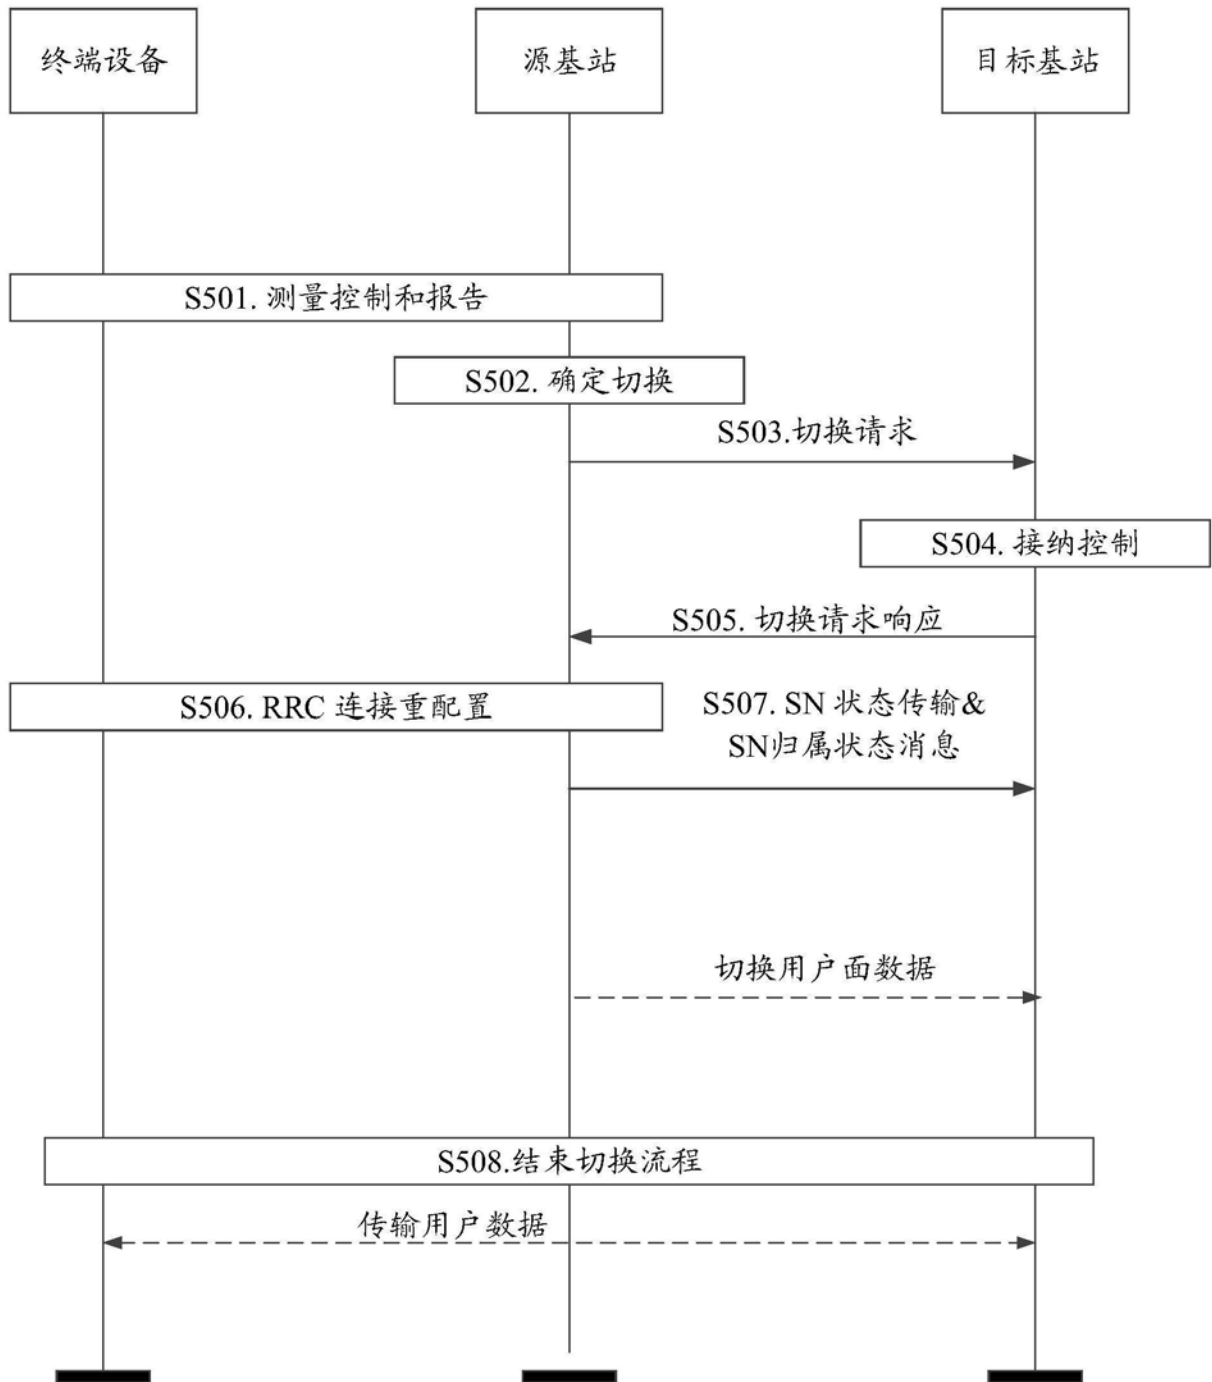 终端设备
源基站
目标基站
S501. 测量控制和报告
S502. 确定切换
S503.切换请求
S504. 接纳控制
S505. 切换请求响应
S506. RRC 连接重配置
S507. SN 状态传输&
SN归属状态消息
切换用户面数据
S508.结束切换流程
传输用户数据